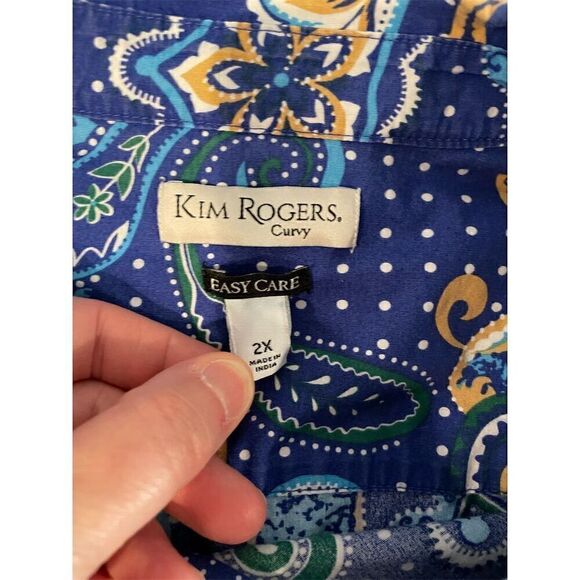 KIM ROGERS®
Curvy
EASY CARE
2X
MADE IN
INDIA